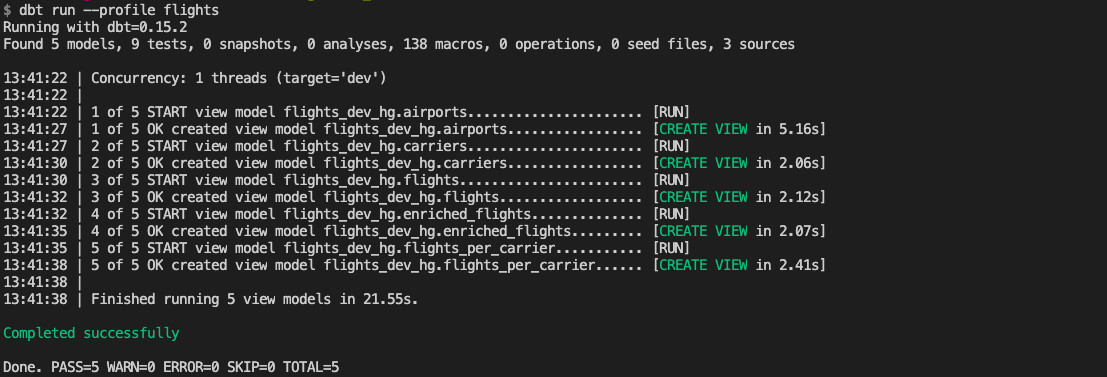 $ dbt run --profile flights
Running with dbt=0.15.2
Found 5 models, 9 tests, 0 snapshots, 0 analyses, 138 macros, 0 operations, 0 seed files, 3 sources
13:41:22 | Concurrency: 1 threads (target='dev')
13:41:22 |
13:41:22 | 1 of 5 START view model flights_dev_hg.airports...................... [RUN]
13:41:27 | 1 of 5 OK created view model flights_dev_hg.airports................. [CREATE VIEW in 5.16s]
13:41:27 | 2 of 5 START view model flights_dev_hg.carriers...................... [RUN]
13:41:30 | 2 of 5 OK created view model flights_dev_hg.carriers................. [CREATE VIEW in 2.06s]
13:41:30 | 3 of 5 START view model flights_dev_hg.flights....................... [RUN]
13:41:32 | 3 of 5 OK created view model flights_dev_hg.flights.................. [CREATE VIEW in 2.12s]
13:41:32 | 4 of 5 START view model flights_dev_hg.enriched_flights.............. [RUN]
13:41:35 | 4 of 5 OK created view model flights_dev_hg.enriched_flights......... [CREATE VIEW in 2.07s]
13:41:35 | 5 of 5 START view model flights_dev_hg.flights_per_carrier........... [RUN]
13:41:38 | 5 of 5 OK created view model flights_dev_hg.flights_per_carrier...... [CREATE VIEW in 2.41s]
13:41:38 |
13:41:38 | Finished running 5 view models in 21.55s.
Completed successfully
Done. PASS=5 WARN=0 ERROR=0 SKIP=0 TOTAL=5